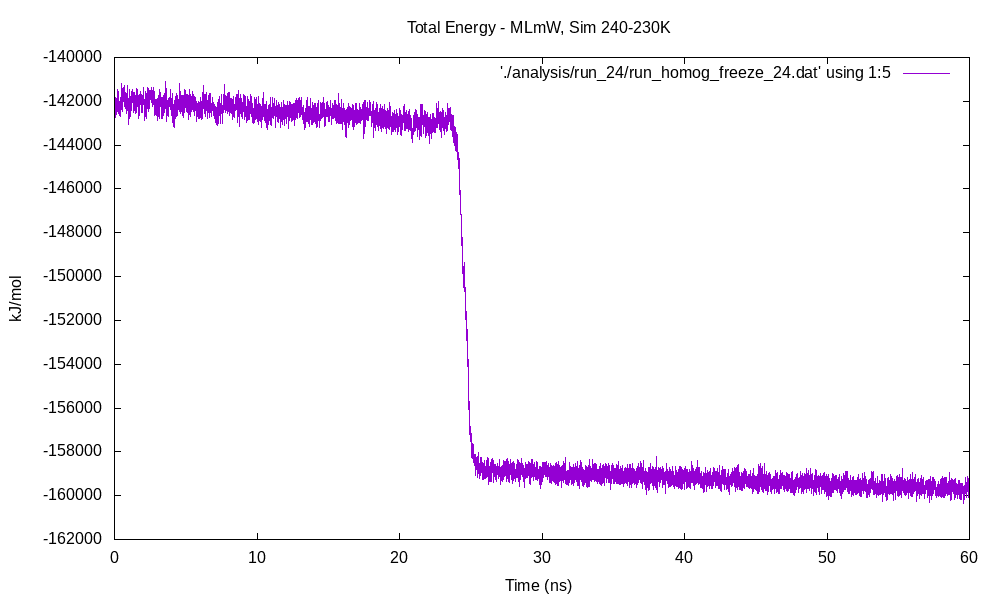 Total Energy - MLmW, Sim 240-230K
'./analysis/run_24/run_homog_freeze_24.dat' using 1:5
-140000
-142000
-144000
-146000
-148000
-150000
-152000
-154000
-156000
-158000
-160000
-162000
kJ/mol
0 10 20 30 40 50 60
Time (ns)